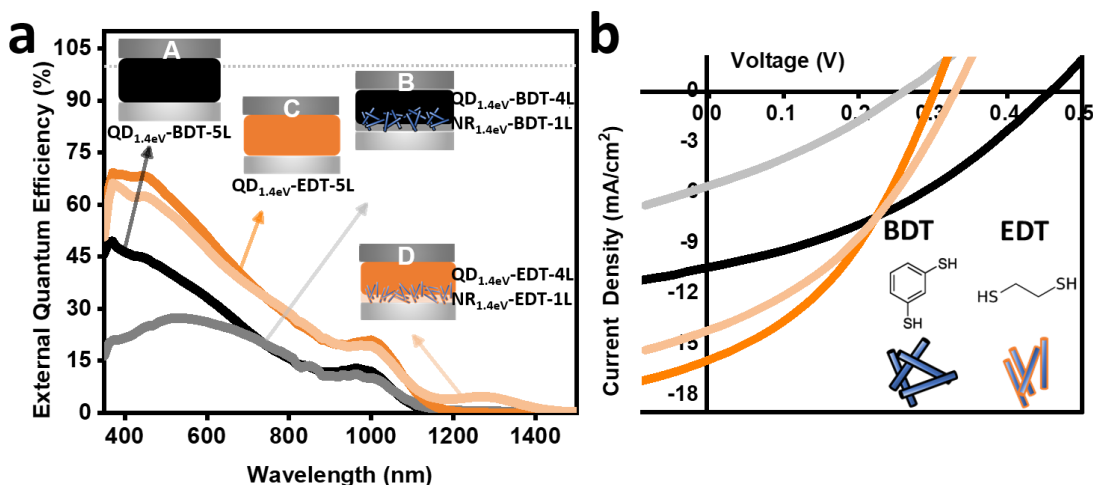 a
External Quantum Efficiency (%)
105
90
75
60
45
30
15
0
400
600
800
1000
1200
1400
Wavelength (nm)
A
QD1.4eV-BDT-5L
C
QD1.4eV-EDT-5L
B
QD1.4eV-BDT-4L
NR1.4eV-BDT-1L
D
QD1.4eV-EDT-4L
NR1.4eV-EDT-1L
b
Voltage (V)
Current Density (mA/cm2)
0
-3
-6
-9
-12
-15
-18
0.0
0.1
0.2
0.3
0.4
0.5
BDT
EDT
SH
SH
HS
SH